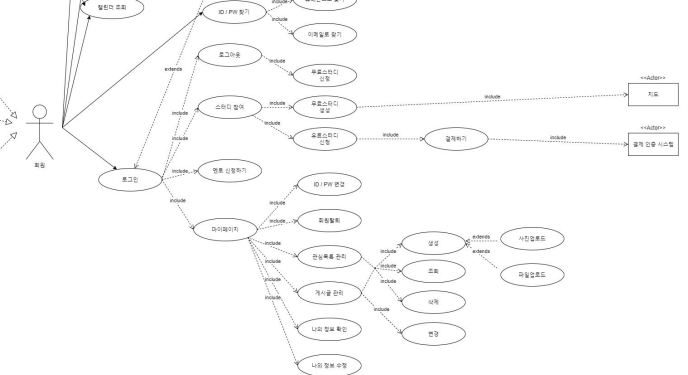 캘린더 조회
include
ID / PW 찾기
include
이메일로 찾기
extends
로그아웃
include
무료스터디
신청
<<Actor>>
include
include
스터디 참여
include
무료스터디
생성
지도
include
include
유료스터디
신청
include
결제하기
include
<<Actor>>
결제 인증 시스템
회원
로그인
include
멘토 신청하기
include
ID / PW 변경
include
마이페이지
include
회원탈퇴
include
관심목록 관리
include
생성
extends
사진업로드
extends
include
조회
파일업로드
include
게시글 관리
include
삭제
include
include
변경
include
나의 정보 확인
나의 정보 수정